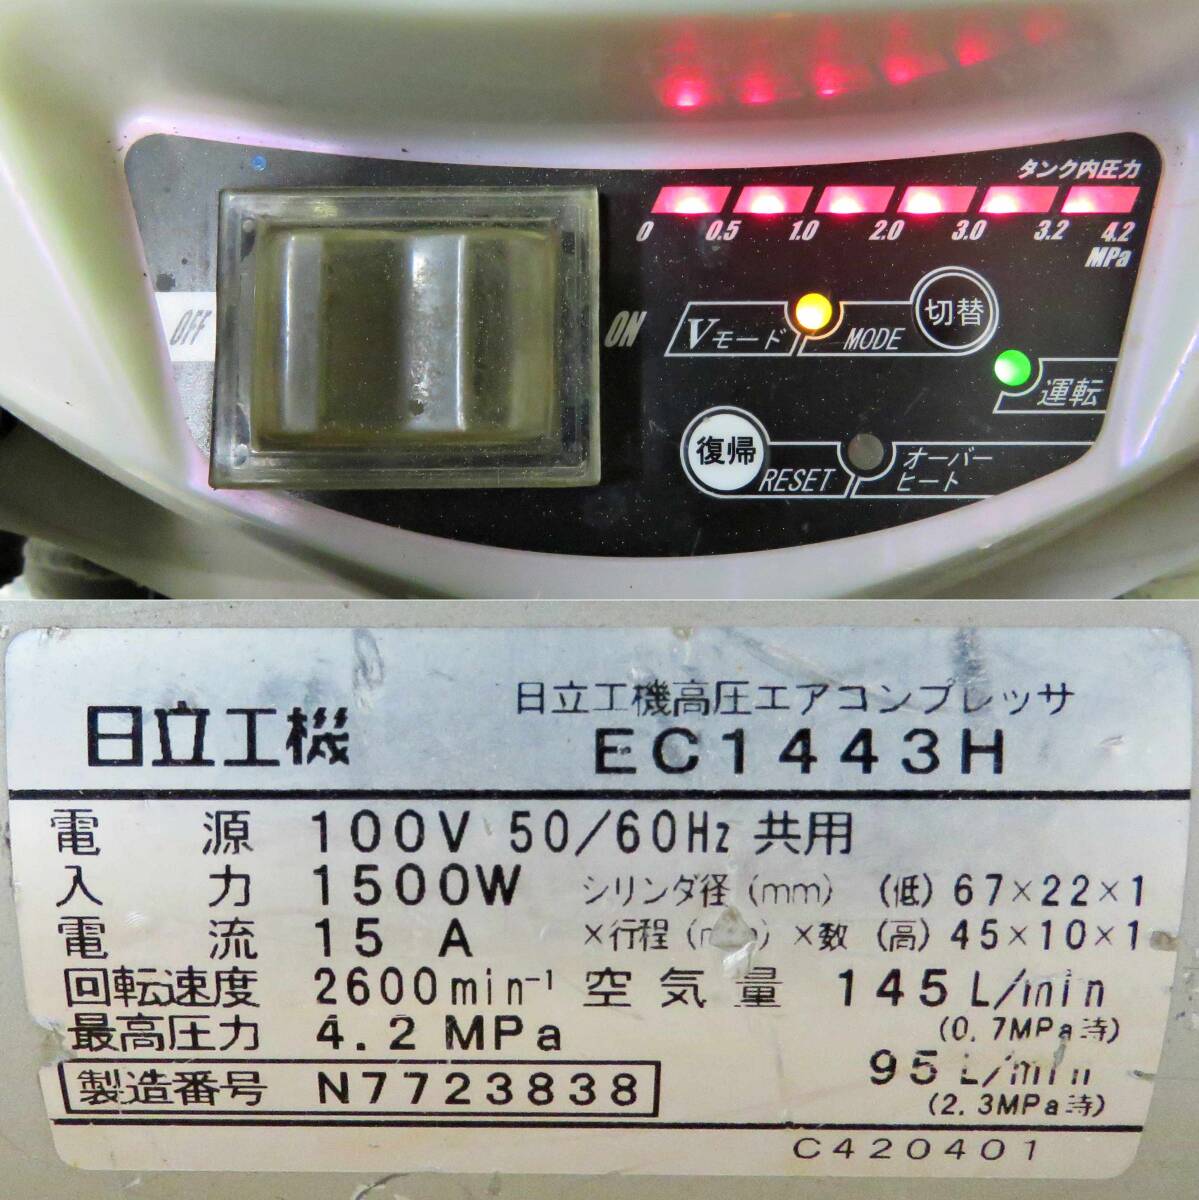 タンク内圧力
0 0.5 1.0 2.0 3.0 3.2 4.2
MPa
OFF
ON
Vモード
MODE
切替
運転
復帰
RESET
オーバー
ヒート
日立工機
日立工機高圧エアコンプレッサ
EC1443H
電源 100V 50/60Hz 共用
入力 1500W シリンダ径(mm) (低) 67×22×1
電流 15 A ×行程(mm)×数 (高) 45×10×1
回転速度 2600min-1 空気量 145 L/min
(0.7MPa時)
最高圧力 4.2 MPa
95 L/min
(2.3MPa時)
製造番号 N7723838
C420401